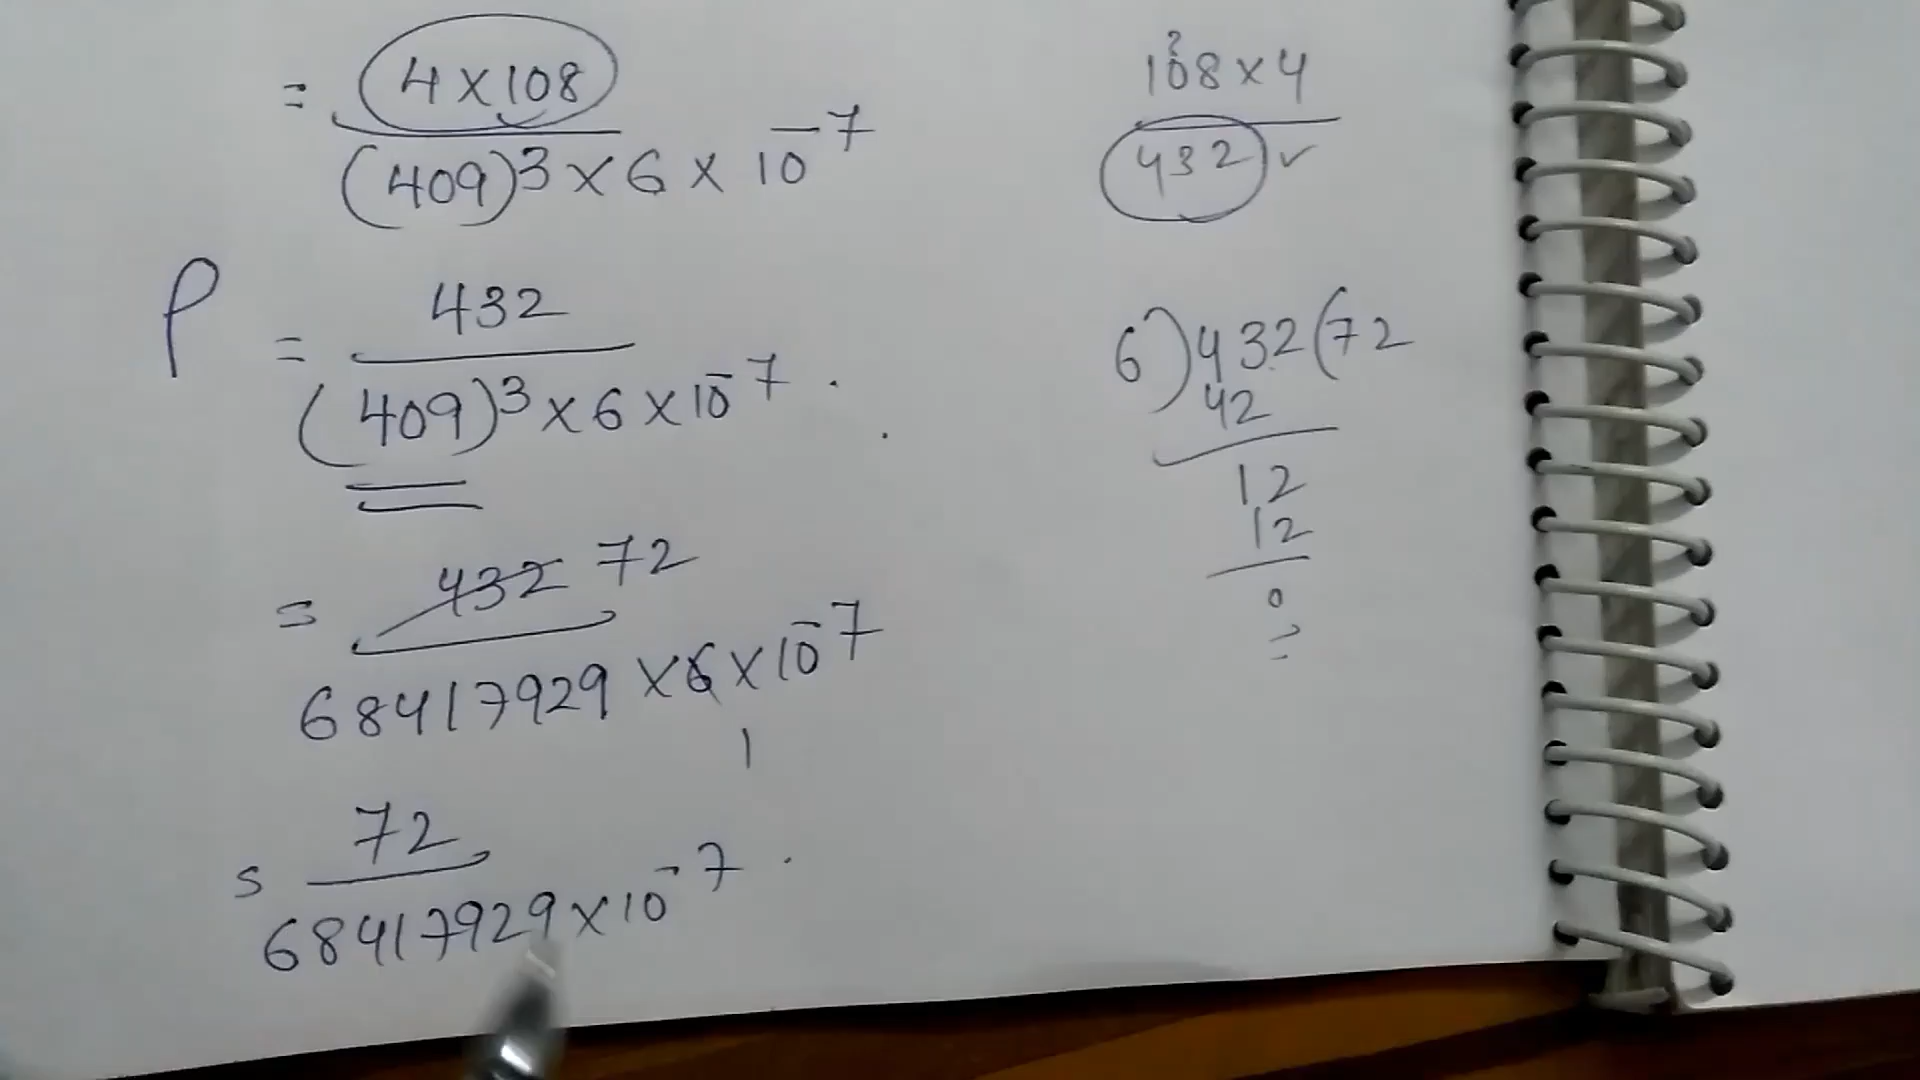 = 4 × 108
(409)³ × 6 × 10⁻⁷
ρ = 432
(409)³ × 6 × 10⁻⁷ .
= 432 72
68417929 × 6 × 10⁻⁷
1
= 72
68417929 × 10⁻⁷ .
108 × 4
432 ✓
6)432(72
42
12
12
0